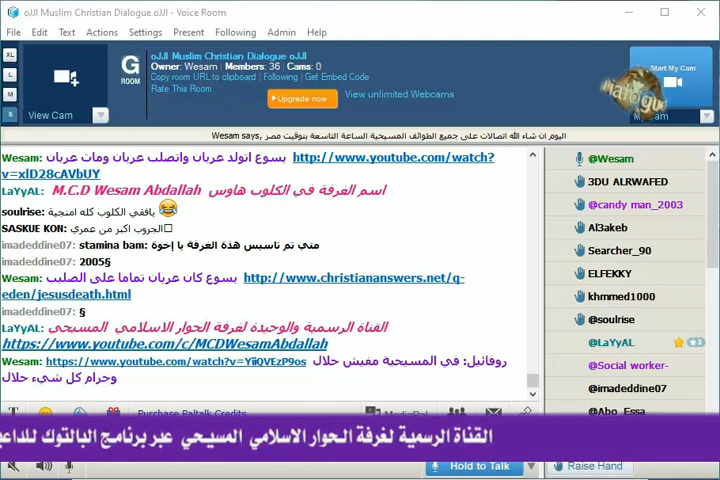 oJJI Muslim Christian Dialogue oJJI - Voice Room
File Edit Text Actions Settings Present Following Admin Help
XL
L
M
S
View Cam
G
ROOM
oJJI Muslim Christian Dialogue oJJI
Owner: Wesam | Members: 36 | Cams: 0
Copy room URL to clipboard | Following | Get Embed Code
Rate This Room
Upgrade now
View unlimited Webcams
Start My Cam
dialogue
Wesam says, اليوم ان شاء الله اتصالات على جميع الطوائف المسيحية الساعة التاسعة بتوقيت مصر
Wesam: يسوع اتولد عريان واتصلب عريان ومات عريان http://www.youtube.com/watch?
v=xlD28cAVbUY
LaYyAL: اسم الغرفة في الكلوب هاوس M.C.D Wesam Abdallah
soulrise: يافقي الكلوب كله امنجية
SASKUE KON: الجروب اكبر من عمري
imadeddine07: stamina bam: متي تم تاسيس هذة الغرفة يا إخوة
imadeddine07: 2005§
Wesam: يسوع كان عريان تماما على الصليب http://www.christiananswers.net/q-
eden/jesusdeath.html
imadeddine07: §
LaYyAL: القناة الرسمية والوحيدة لغرفة الحوار الاسلامي المسيحي
https://www.youtube.com/c/MCDWesamAbdallah
Wesam: https://www.youtube.com/watch?v=YiiQVEzP9os روفائيل: في المسيحية مفيش حلال
وحرام كل شيء حلال
@Wesam
3DU ALRWAFED
@candy man_2003
Al3akeb
Searcher_90
ELFEKKY
khmmed1000
@soulrise
@LaYyAL
@Social worker-
@imadeddine07
@Abo_Essa
Purchase Paltalk Credits
القناة الرسمية لغرفة الحوار الاسلامي المسيحي عبر برنامج البالتوك
Hold to Talk
Raise Hand